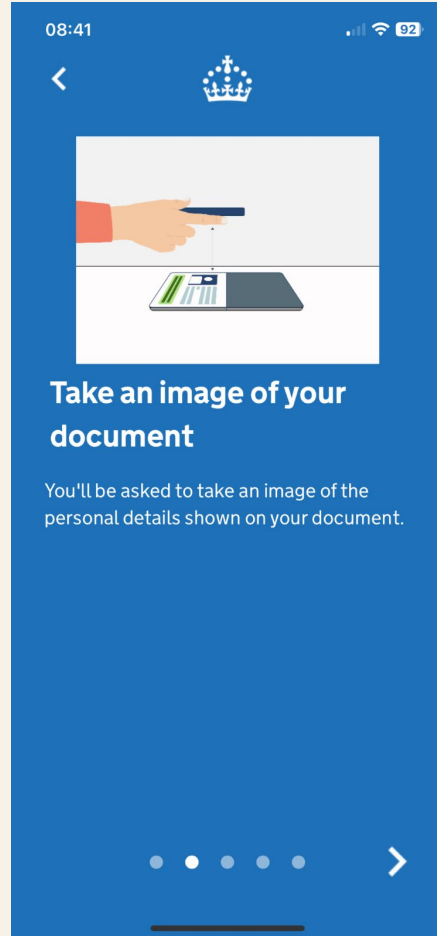 08:41
92
Take an image of your
document
You'll be asked to take an image of the
personal details shown on your document.